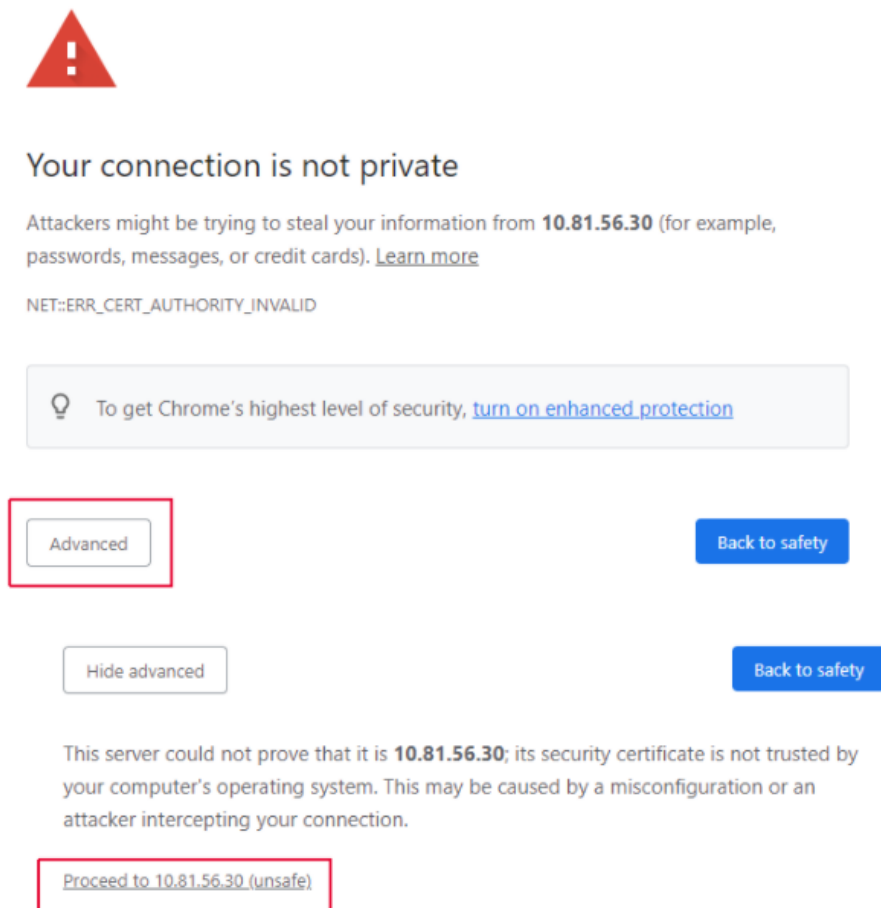 Your connection is not private
Attackers might be trying to steal your information from 10.81.56.30 (for example,
passwords, messages, or credit cards). Learn more
NET::ERR_CERT_AUTHORITY_INVALID
To get Chrome's highest level of security, turn on enhanced protection
Advanced
Back to safety
Hide advanced
Back to safety
This server could not prove that it is 10.81.56.30; its security certificate is not trusted by
your computer's operating system. This may be caused by a misconfiguration or an
attacker intercepting your connection.
Proceed to 10.81.56.30 (unsafe)